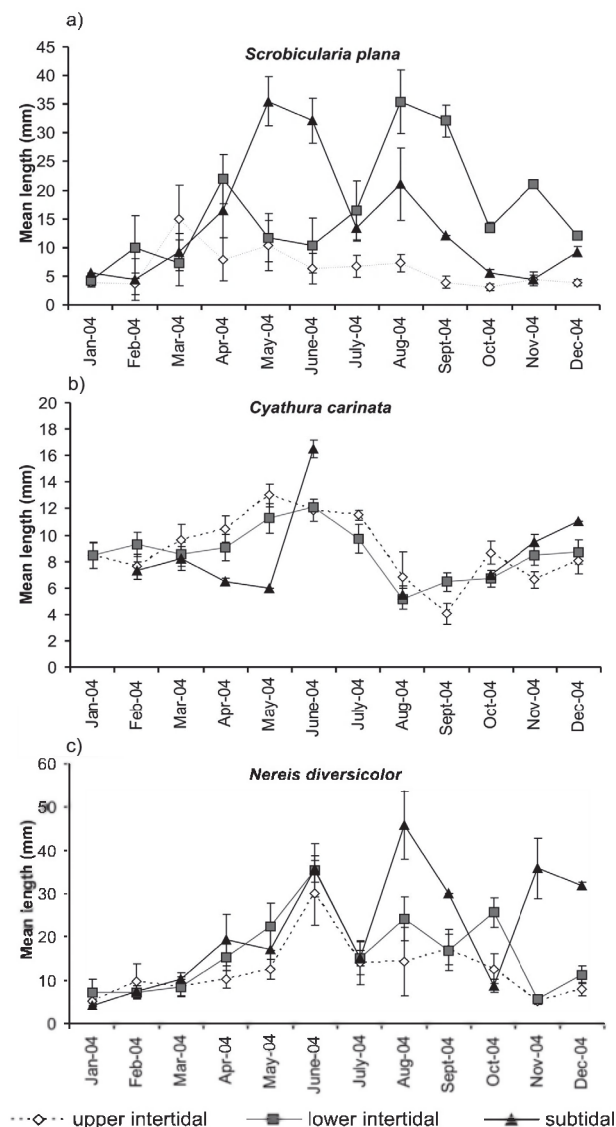 a)
Scrobicularia plana
Mean length (mm)
45
40
35
30
25
20
15
10
5
0
Jan-04 Feb-04 Mar-04 Apr-04 May-04 June-04 July-04 Aug-04 Sept-04 Oct-04 Nov-04 Dec-04
b)
Cyathura carinata
Mean length (mm)
20
18
16
14
12
10
8
6
4
2
0
Jan-04 Feb-04 Mar-04 Apr-04 May-04 June-04 July-04 Aug-04 Sept-04 Oct-04 Nov-04 Dec-04
c)
Nereis diversicolor
Mean length (mm)
60
50
40
30
20
10
0
Jan-04 Feb-04 Mar-04 Apr-04 May-04 June-04 July-04 Aug-04 Sept-04 Oct-04 Nov-04 Dec-04
upper intertidal lower intertidal subtidal